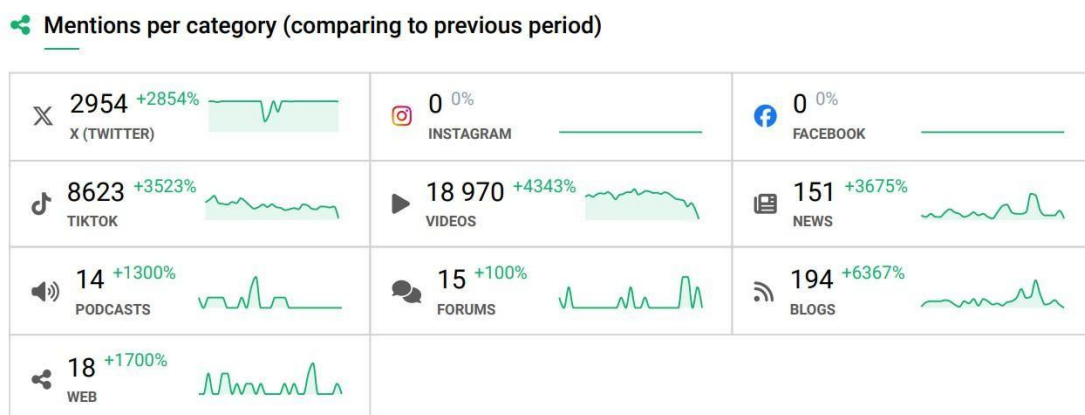 Mentions per category (comparing to previous period)
2954 +2854%
X (TWITTER)
0 0%
INSTAGRAM
0 0%
FACEBOOK
8623 +3523%
TIKTOK
18 970 +4343%
VIDEOS
151 +3675%
NEWS
14 +1300%
PODCASTS
15 +100%
FORUMS
194 +6367%
BLOGS
18 +1700%
WEB